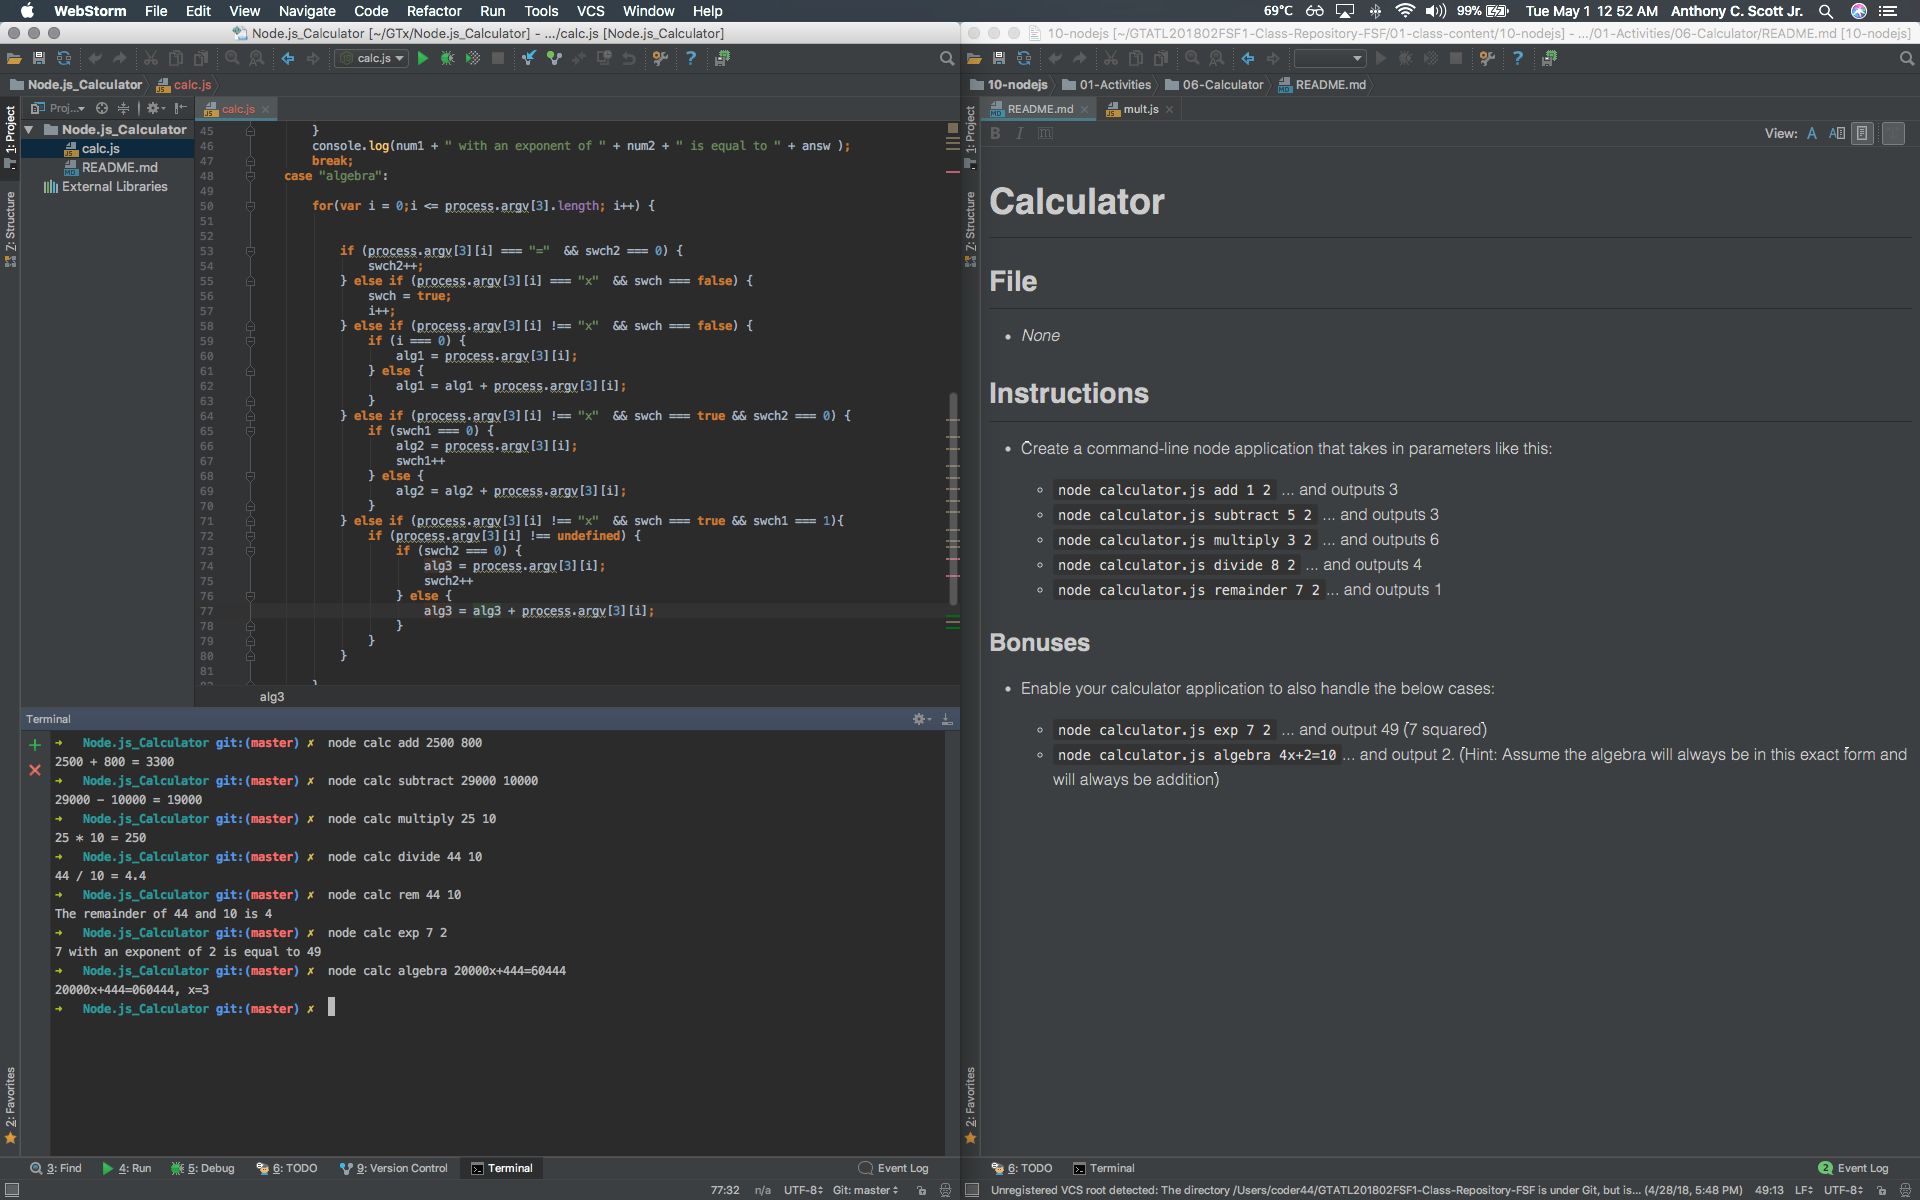 WebStorm File Edit View Navigate Code Refactor Run Tools VCS Window Help
69°C 99% Tue May 1 12 52 AM Anthony C. Scott Jr.
Node.js_Calculator [~/GTx/Node.js_Calculator] - .../calc.js [Node.js_Calculator]
calc.js
Node.js_Calculator calc.js
Proj... calc.js
1: Project
Node.js_Calculator
calc.js
README.md
External Libraries
Z: Structure
45 }
46 console.log(num1 + " with an exponent of " + num2 + " is equal to " + answ );
47 break;
48 case "algebra":
49
50 for(var i = 0;i <= process.argv[3].length; i++) {
51
52
53 if (process.argv[3][i] === "=" && swch2 === 0) {
54 swch2++;
55 } else if (process.argv[3][i] === "x" && swch === false) {
56 swch = true;
57 i++;
58 } else if (process.argv[3][i] !== "x" && swch === false) {
59 if (i === 0) {
60 alg1 = process.argv[3][i];
61 } else {
62 alg1 = alg1 + process.argv[3][i];
63 }
64 } else if (process.argv[3][i] !== "x" && swch === true && swch2 === 0) {
65 if (swch1 === 0) {
66 alg2 = process.argv[3][i];
67 swch1++
68 } else {
69 alg2 = alg2 + process.argv[3][i];
70 }
71 } else if (process.argv[3][i] !== "x" && swch === true && swch1 === 1){
72 if (process.argv[3][i] !== undefined) {
73 if (swch2 === 0) {
74 alg3 = process.argv[3][i];
75 swch2++
76 } else {
77 alg3 = alg3 + process.argv[3][i];
78 }
79 }
80 }
81
alg3
Terminal
➜ Node.js_Calculator git:(master) ✗ node calc add 2500 800
2500 + 800 = 3300
➜ Node.js_Calculator git:(master) ✗ node calc subtract 29000 10000
29000 - 10000 = 19000
➜ Node.js_Calculator git:(master) ✗ node calc multiply 25 10
25 * 10 = 250
➜ Node.js_Calculator git:(master) ✗ node calc divide 44 10
44 / 10 = 4.4
➜ Node.js_Calculator git:(master) ✗ node calc rem 44 10
The remainder of 44 and 10 is 4
➜ Node.js_Calculator git:(master) ✗ node calc exp 7 2
7 with an exponent of 2 is equal to 49
➜ Node.js_Calculator git:(master) ✗ node calc algebra 20000x+444=60444
20000x+444=060444, x=3
➜ Node.js_Calculator git:(master) ✗
2: Favorites
3: Find 4: Run 5: Debug 6: TODO 9: Version Control Terminal Event Log
77:32 n/a UTF-8 Git: master
10-nodejs [~/GTATL201802FSF1-Class-Repository-FSF/01-class-content/10-nodejs] - .../01-Activities/06-Calculator/README.md [10-nodejs]
10-nodejs 01-Activities 06-Calculator README.md
README.md mult.js
B I m View: A A
1: Project
Z: Structure
Calculator
File
• None
Instructions
• Create a command-line node application that takes in parameters like this:
node calculator.js add 1 2 ... and outputs 3
node calculator.js subtract 5 2 ... and outputs 3
node calculator.js multiply 3 2 ... and outputs 6
node calculator.js divide 8 2 ... and outputs 4
node calculator.js remainder 7 2 ... and outputs 1
Bonuses
• Enable your calculator application to also handle the below cases:
node calculator.js exp 7 2 ... and output 49 (7 squared)
node calculator.js algebra 4x+2=10 ... and output 2. (Hint: Assume the algebra will always be in this exact form and
will always be addition)
2: Favorites
6: TODO Terminal 2 Event Log
Unregistered VCS root detected: The directory /Users/coder44/GTATL201802FSF1-Class-Repository-FSF is under Git, but is... (4/28/18, 5:48 PM) 49:13 LF UTF-8